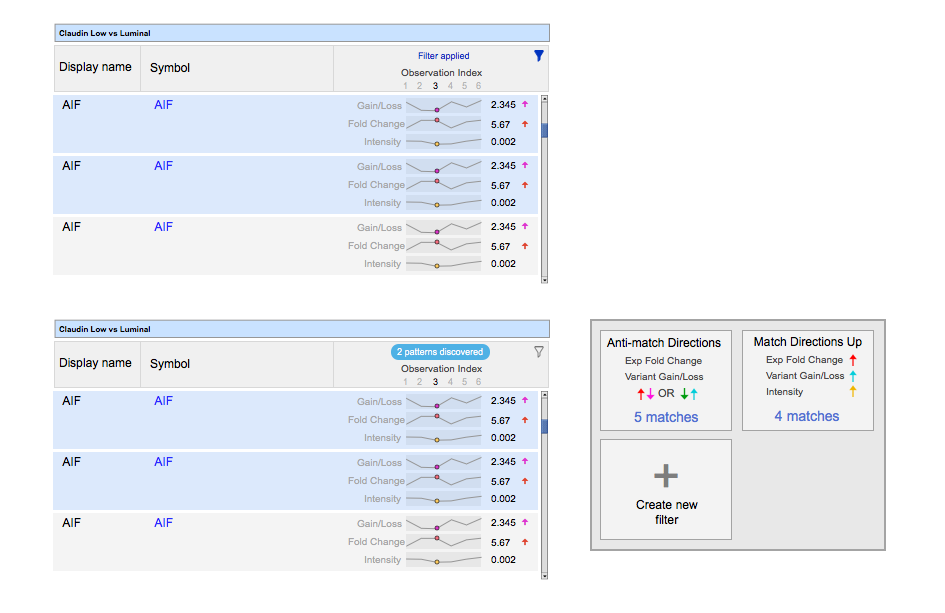 Claudin Low vs Luminal
Display name Symbol Filter applied
Observation Index
1 2 3 4 5 6
AIF AIF Gain/Loss 2.345
Fold Change 5.67
Intensity 0.002
AIF AIF Gain/Loss 2.345
Fold Change 5.67
Intensity 0.002
AIF AIF Gain/Loss 2.345
Fold Change 5.67
Intensity 0.002
Claudin Low vs Luminal
Display name Symbol 2 patterns discovered
Observation Index
1 2 3 4 5 6
AIF AIF Gain/Loss 2.345
Fold Change 5.67
Intensity 0.002
AIF AIF Gain/Loss 2.345
Fold Change 5.67
Intensity 0.002
AIF AIF Gain/Loss 2.345
Fold Change 5.67
Intensity 0.002
Anti-match Directions
Exp Fold Change
Variant Gain/Loss
OR
5 matches
Match Directions Up
Exp Fold Change
Variant Gain/Loss
Intensity
4 matches
Create new
filter